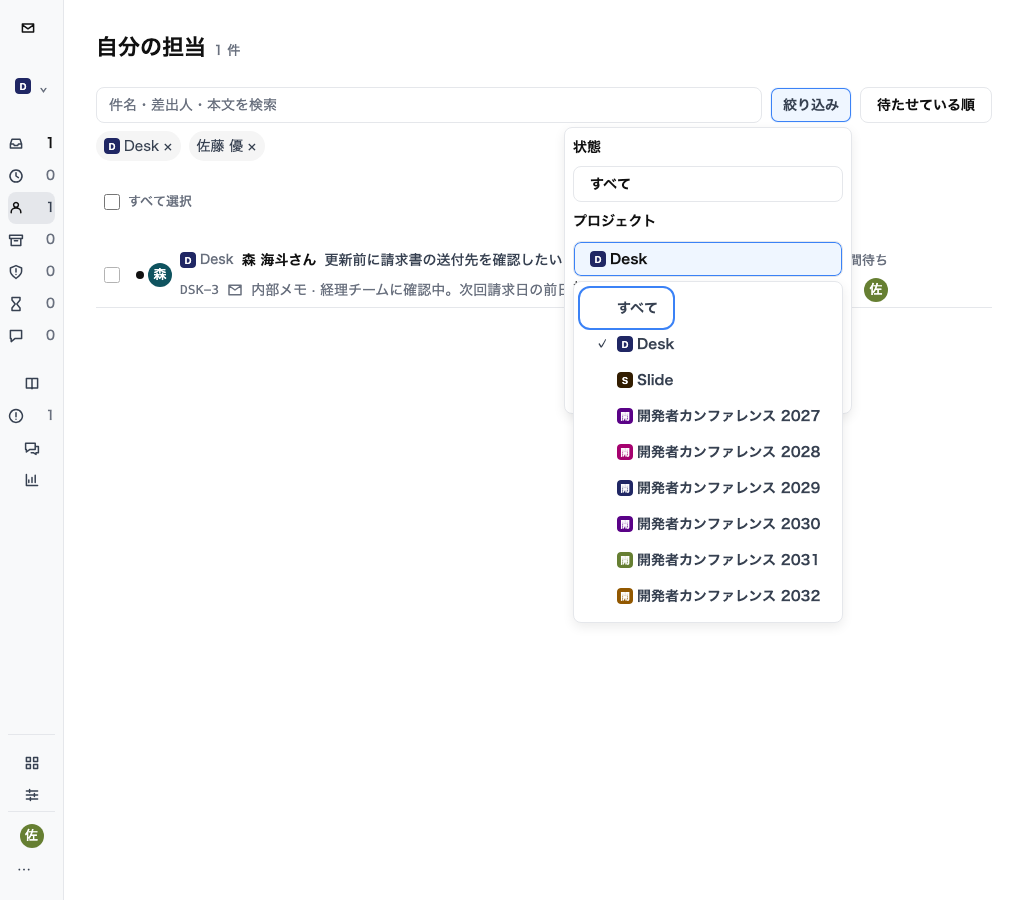 自分の担当 1 件
D
件名・差出人・本文を検索
絞り込み
待たせている順
D Desk ×
佐藤 優 ×
すべて選択
1
0
1
0
0
0
0
1
D Desk 森 海斗さん 更新前に請求書の送付先を確認したい
間待ち
森
DSK-3 内部メモ · 経理チームに確認中。次回請求日の前日
佐
状態
すべて
プロジェクト
D Desk
すべて
✓ D Desk
S Slide
開 開発者カンファレンス 2027
開 開発者カンファレンス 2028
開 開発者カンファレンス 2029
開 開発者カンファレンス 2030
開 開発者カンファレンス 2031
開 開発者カンファレンス 2032
佐
…